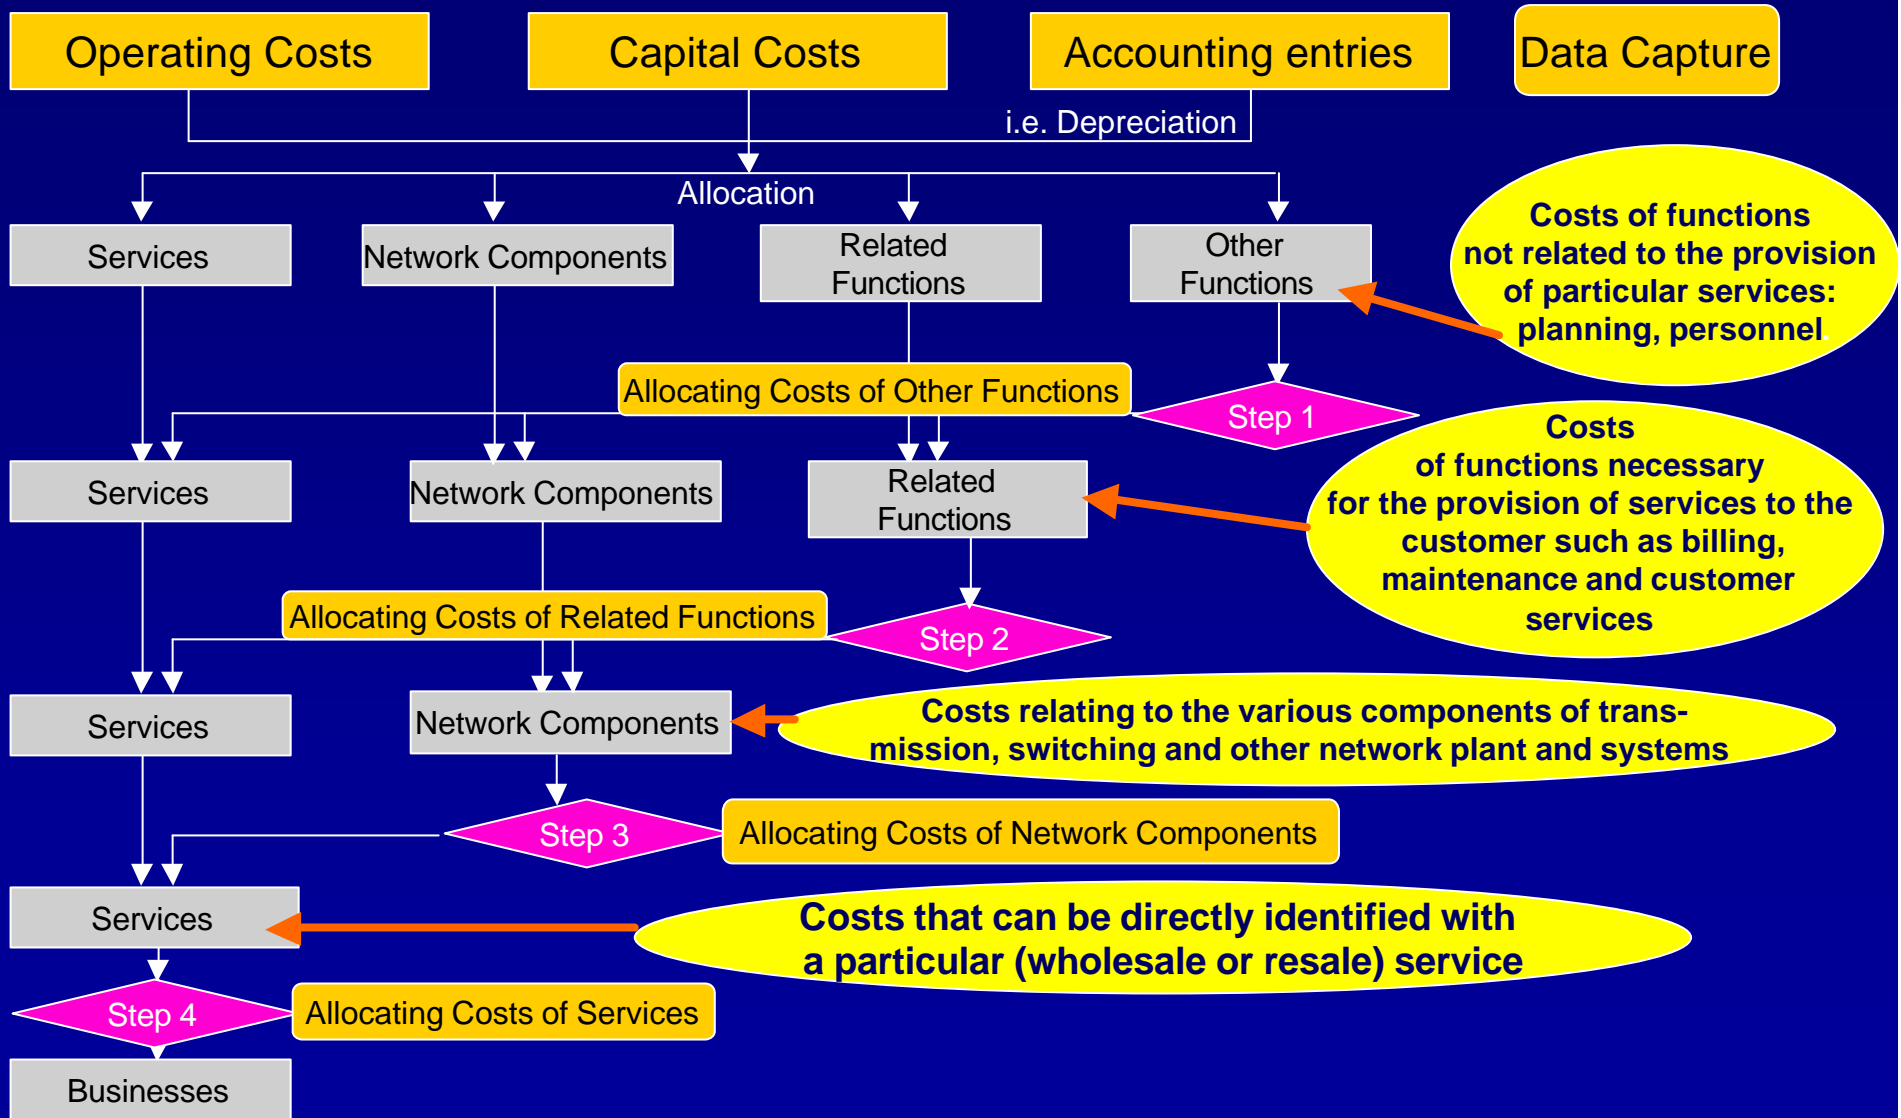 Operating Costs
Capital Costs
Accounting entries
Data Capture
i.e. Depreciation
Allocation
Services
Network Components
Related
Functions
Other
Functions
Costs of functions
not related to the provision
of particular services:
planning, personnel.
Allocating Costs of Other Functions
Step 1
Services
Network Components
Related
Functions
Costs
of functions necessary
for the provision of services to the
customer such as billing,
maintenance and customer
services
Allocating Costs of Related Functions
Step 2
Services
Network Components
Costs relating to the various components of trans-
mission, switching and other network plant and systems
Step 3
Allocating Costs of Network Components
Services
Costs that can be directly identified with
a particular (wholesale or resale) service
Step 4
Allocating Costs of Services
Businesses